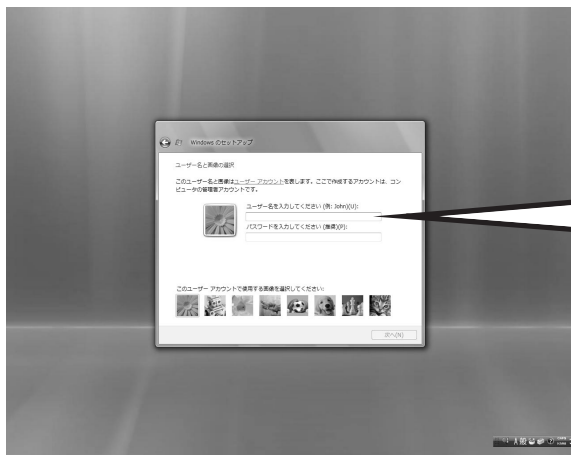 Windows のセットアップ
ユーザー名と画像の選択
このユーザー名と画像はユーザー アカウントを表します。ここで作成するアカウントは、コン
ピュータの管理者アカウントです。
ユーザー名を入力してください (例: John)(U):
パスワードを入力してください (推奨)(P):
このユーザー アカウントで使用する画像を選択してください:
次へ(N)